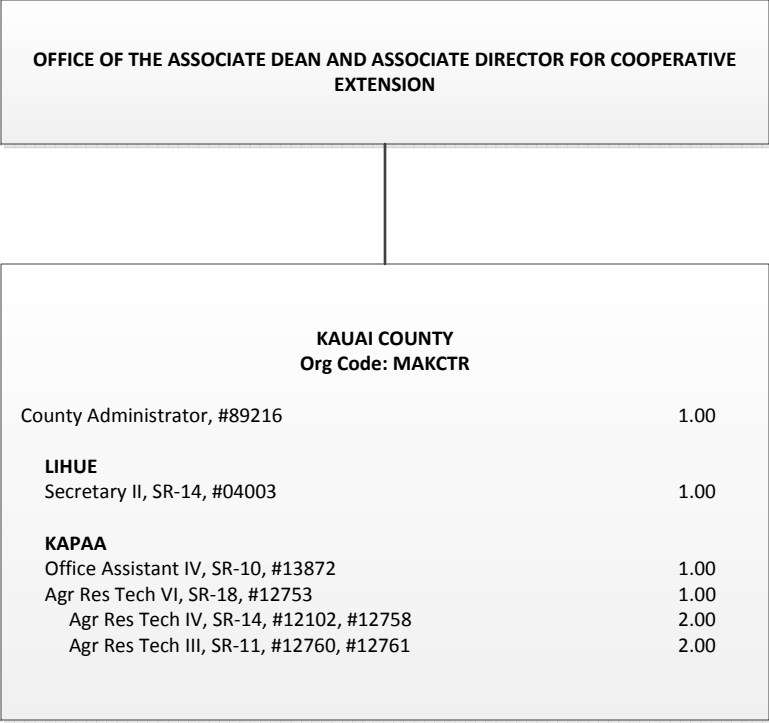 OFFICE OF THE ASSOCIATE DEAN AND ASSOCIATE DIRECTOR FOR COOPERATIVE
EXTENSION
KAUAI COUNTY
Org Code: MAKCTR
County Administrator, #89216 1.00
LIHUE
Secretary II, SR-14, #04003 1.00
KAPAA
Office Assistant IV, SR-10, #13872 1.00
Agr Res Tech VI, SR-18, #12753 1.00
Agr Res Tech IV, SR-14, #12102, #12758 2.00
Agr Res Tech III, SR-11, #12760, #12761 2.00